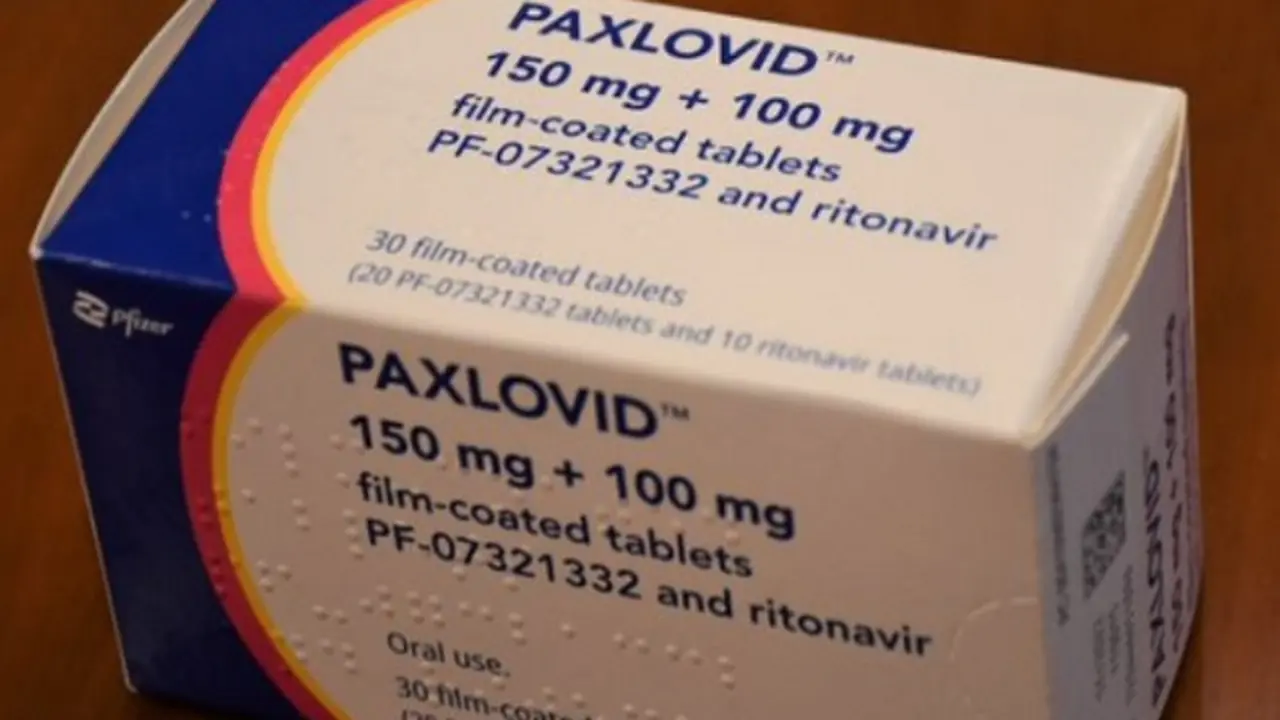 PAXLOVID™
150 mg + 100 mg
film-coated tablets
PF-07321332 and ritonavir
30 film-coated tablets
(20 PF-07321332 tablets and 10 ritonavir tablets)
Pfizer
PAXLOVID™
150 mg + 100 mg
film-coated tablets
PF-07321332 and ritonavir
Oral use.
30 film-coated
PAXLOVID